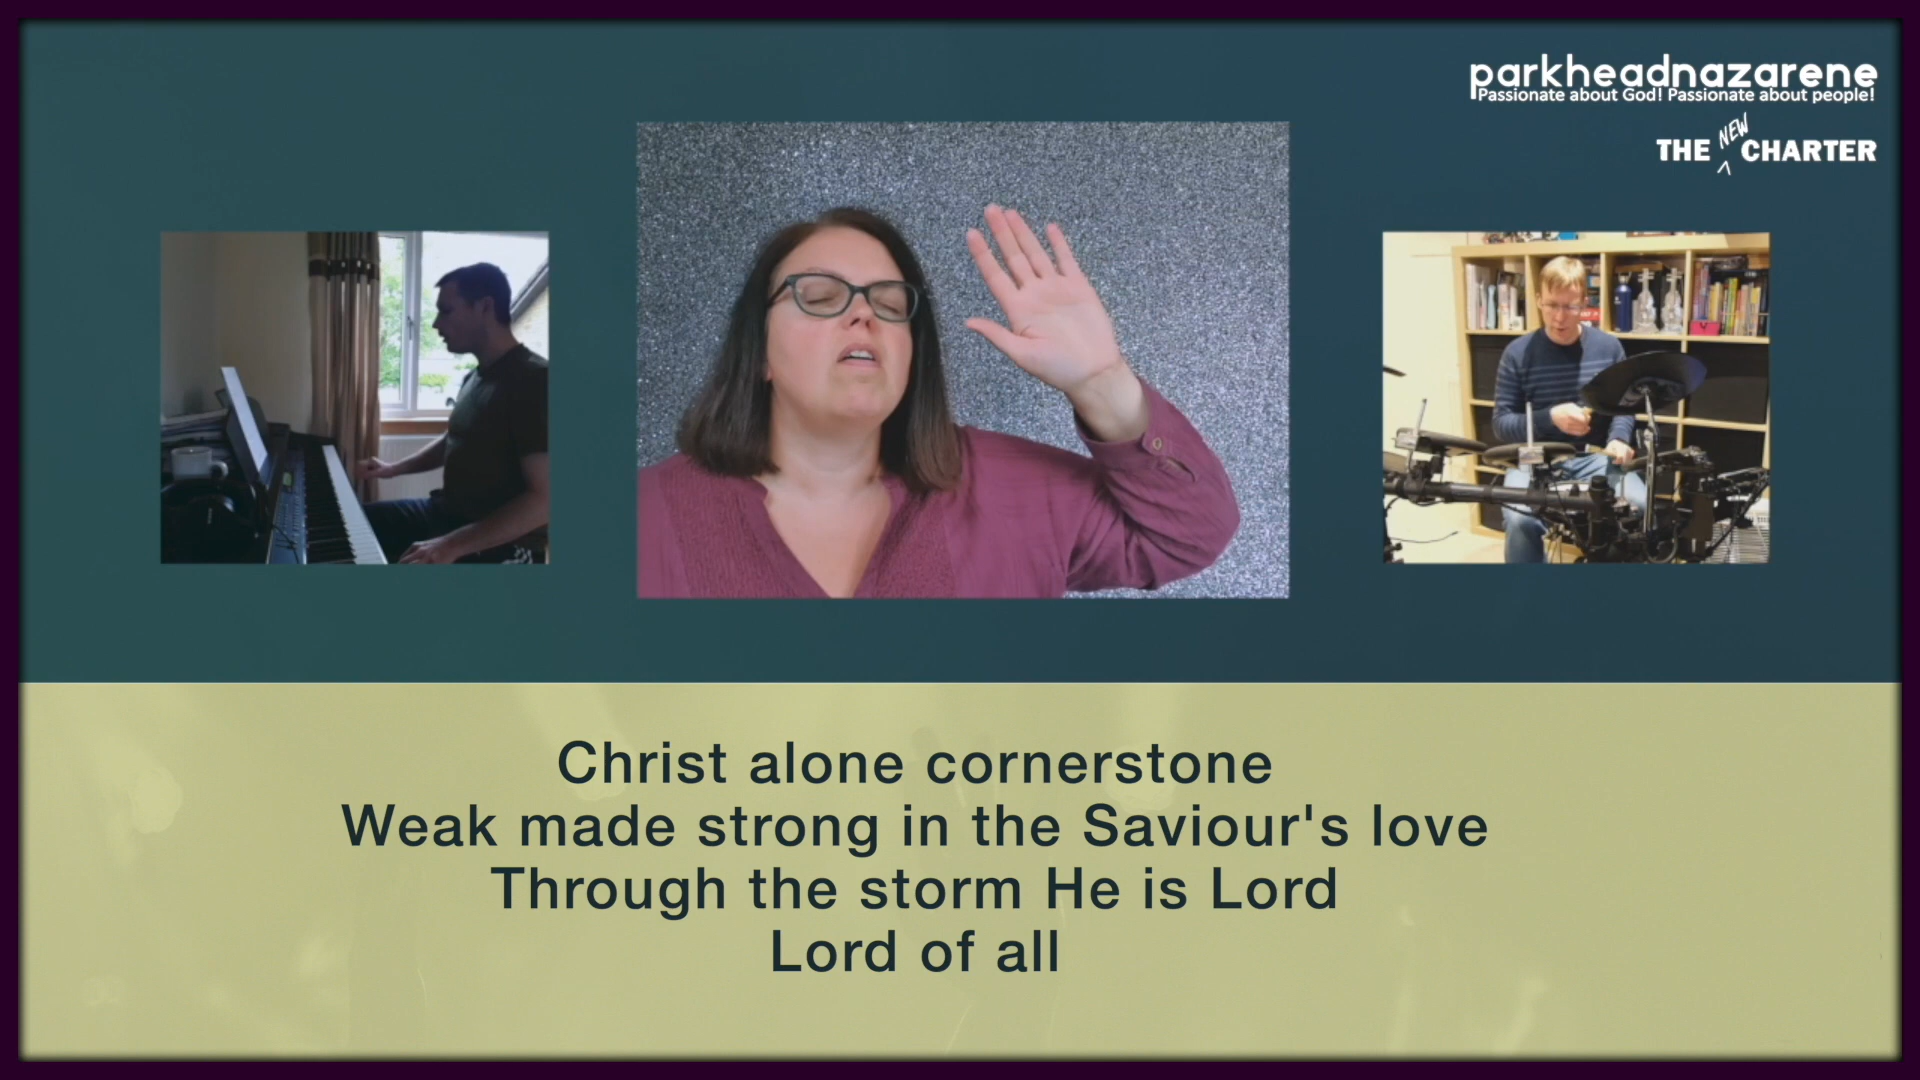 parkheadnazarene
Passionate about God! Passionate about people!
THE NEW CHARTER
Christ alone cornerstone
Weak made strong in the Saviour's love
Through the storm He is Lord
Lord of all